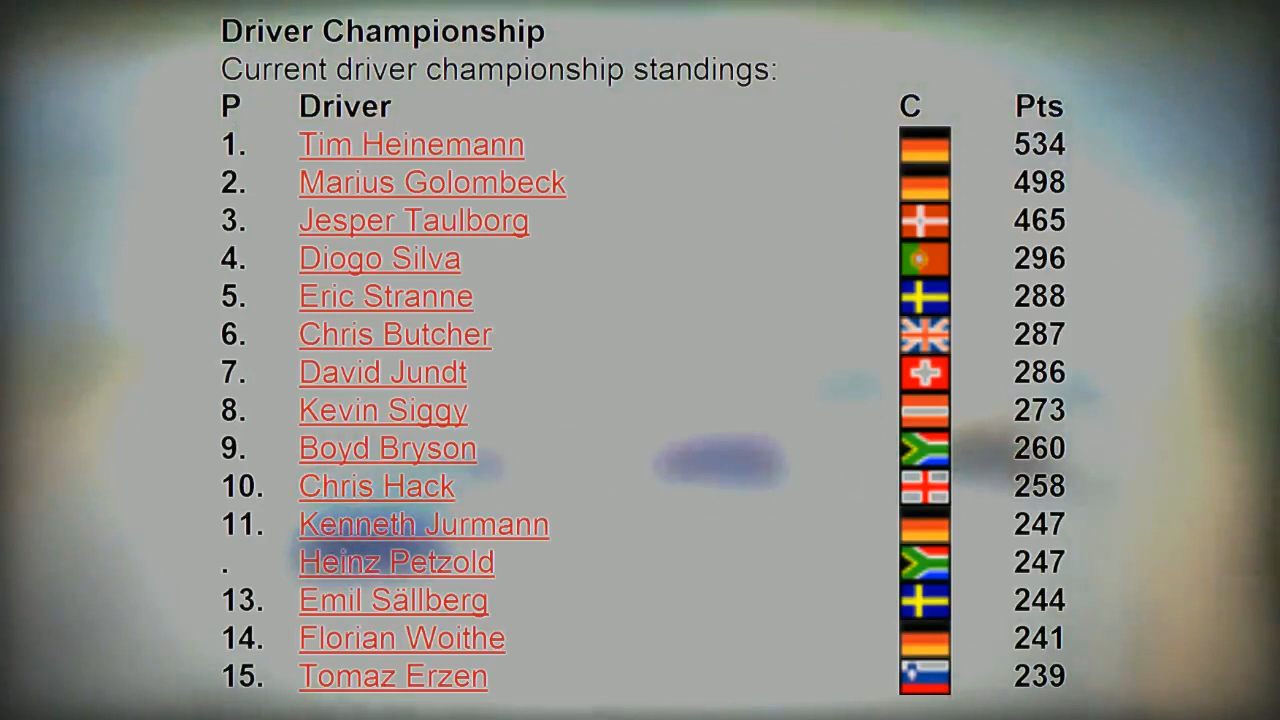 Driver Championship
Current driver championship standings:
P Driver C Pts
1. Tim Heinemann 534
2. Marius Golombeck 498
3. Jesper Taulborg 465
4. Diogo Silva 296
5. Eric Stranne 288
6. Chris Butcher 287
7. David Jundt 286
8. Kevin Siggy 273
9. Boyd Bryson 260
10. Chris Hack 258
11. Kenneth Jurmann 247
. Heinz Petzold 247
13. Emil Sällberg 244
14. Florian Woithe 241
15. Tomaz Erzen 239